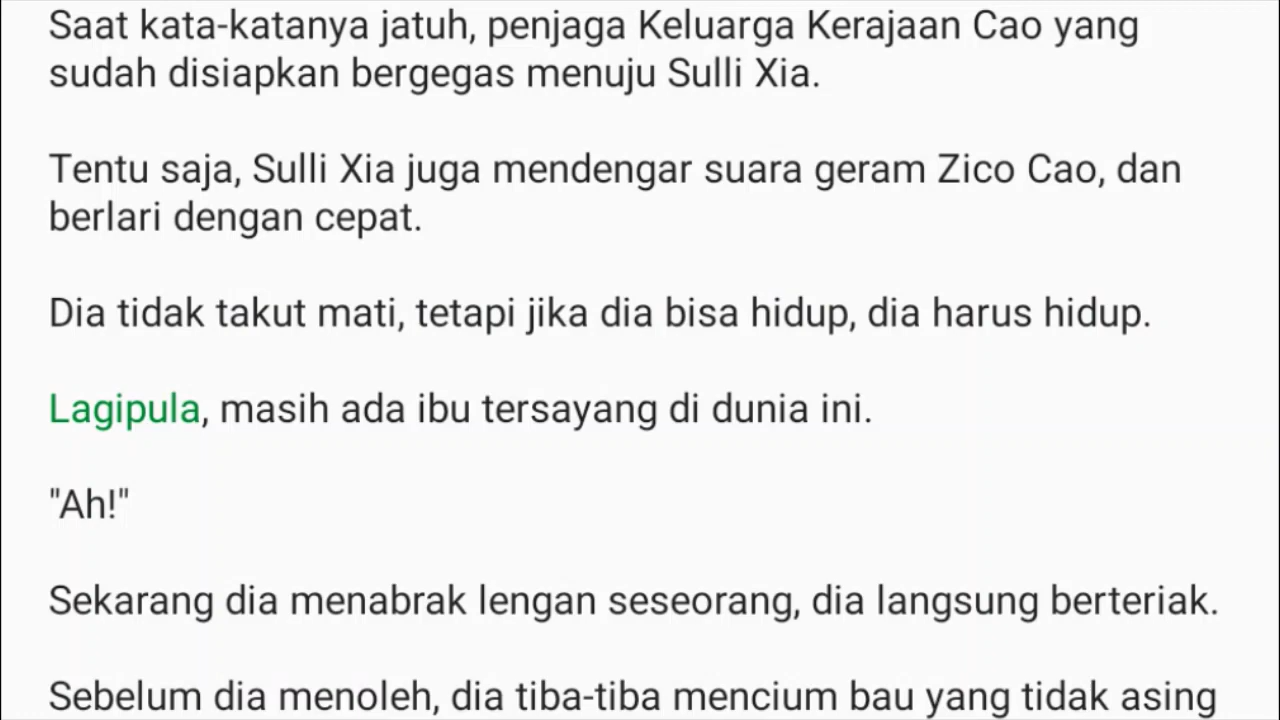 Saat kata-katanya jatuh, penjaga Keluarga Kerajaan Cao yang
sudah disiapkan bergegas menuju Sulli Xia.
Tentu saja, Sulli Xia juga mendengar suara geram Zico Cao, dan
berlari dengan cepat.
Dia tidak takut mati, tetapi jika dia bisa hidup, dia harus hidup.
Lagipula, masih ada ibu tersayang di dunia ini.
"Ah!"
Sekarang dia menabrak lengan seseorang, dia langsung berteriak.
Sebelum dia menoleh, dia tiba-tiba mencium bau yang tidak asing